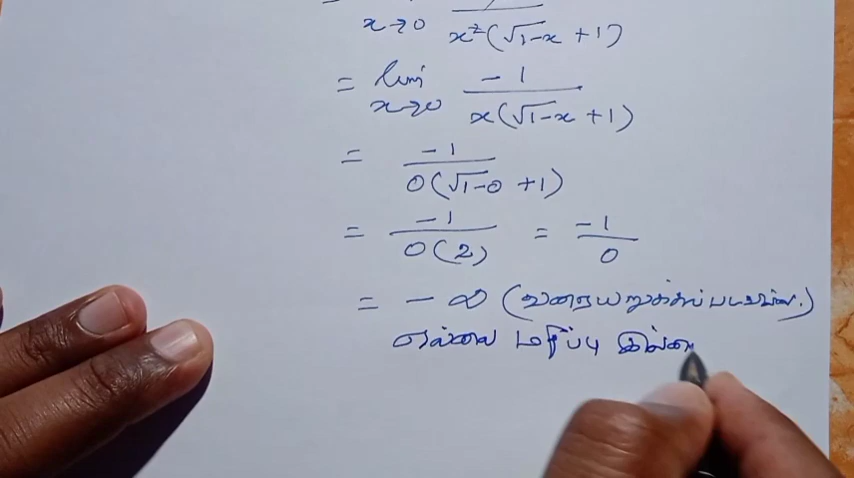 x→0 x²(√1-x +1)
= lim x→0 -1 / x(√1-x +1)
= -1 / 0(√1-0 +1)
= -1 / 0(2) = -1 / 0
= - ∞ (வரையறுக்கப்படவில்லை.)
எல்லை மதிப்பு இல்லை